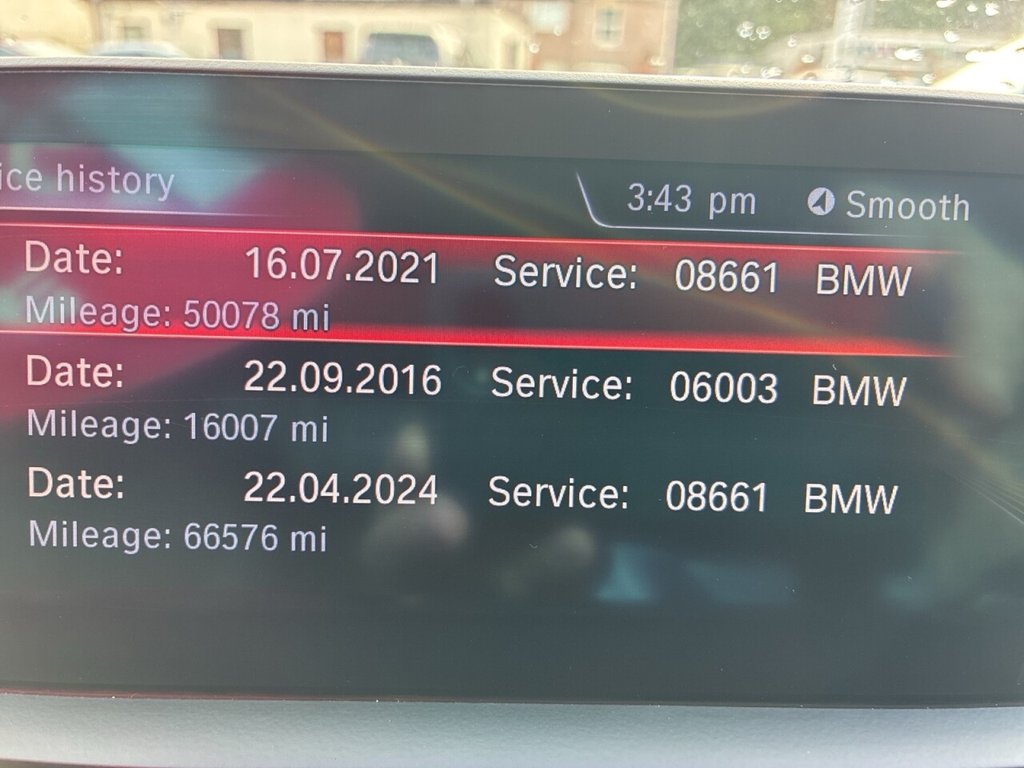 ice history
3:43 pm Smooth
Date: 16.07.2021 Service: 08661 BMW
Mileage: 50078 mi
Date: 22.09.2016 Service: 06003 BMW
Mileage: 16007 mi
Date: 22.04.2024 Service: 08661 BMW
Mileage: 66576 mi